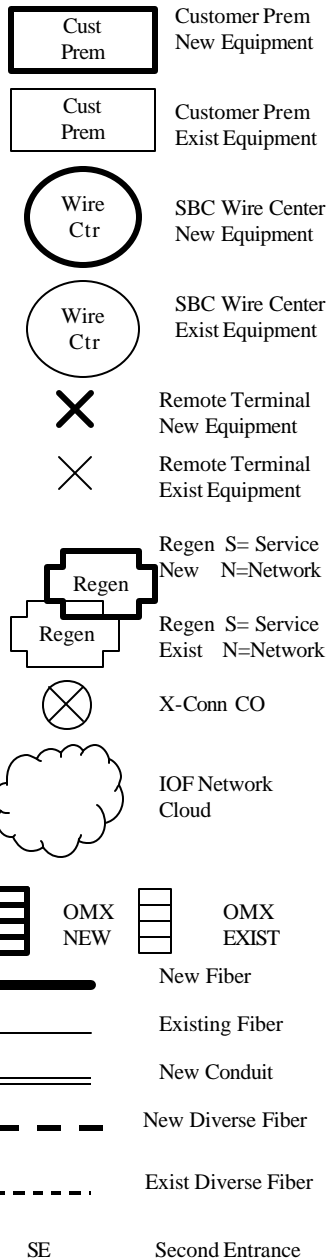 Cust
Prem
Customer Prem
New Equipment
Cust
Prem
Customer Prem
Exist Equipment
Wire
Ctr
SBC Wire Center
New Equipment
Wire
Ctr
SBC Wire Center
Exist Equipment
Remote Terminal
New Equipment
Remote Terminal
Exist Equipment
Regen
Regen S= Service
New N=Network
Regen
Regen S= Service
Exist N=Network
X-Conn CO
IOF Network
Cloud
OMX
NEW
OMX
EXIST
New Fiber
Existing Fiber
New Conduit
New Diverse Fiber
Exist Diverse Fiber
SE Second Entrance